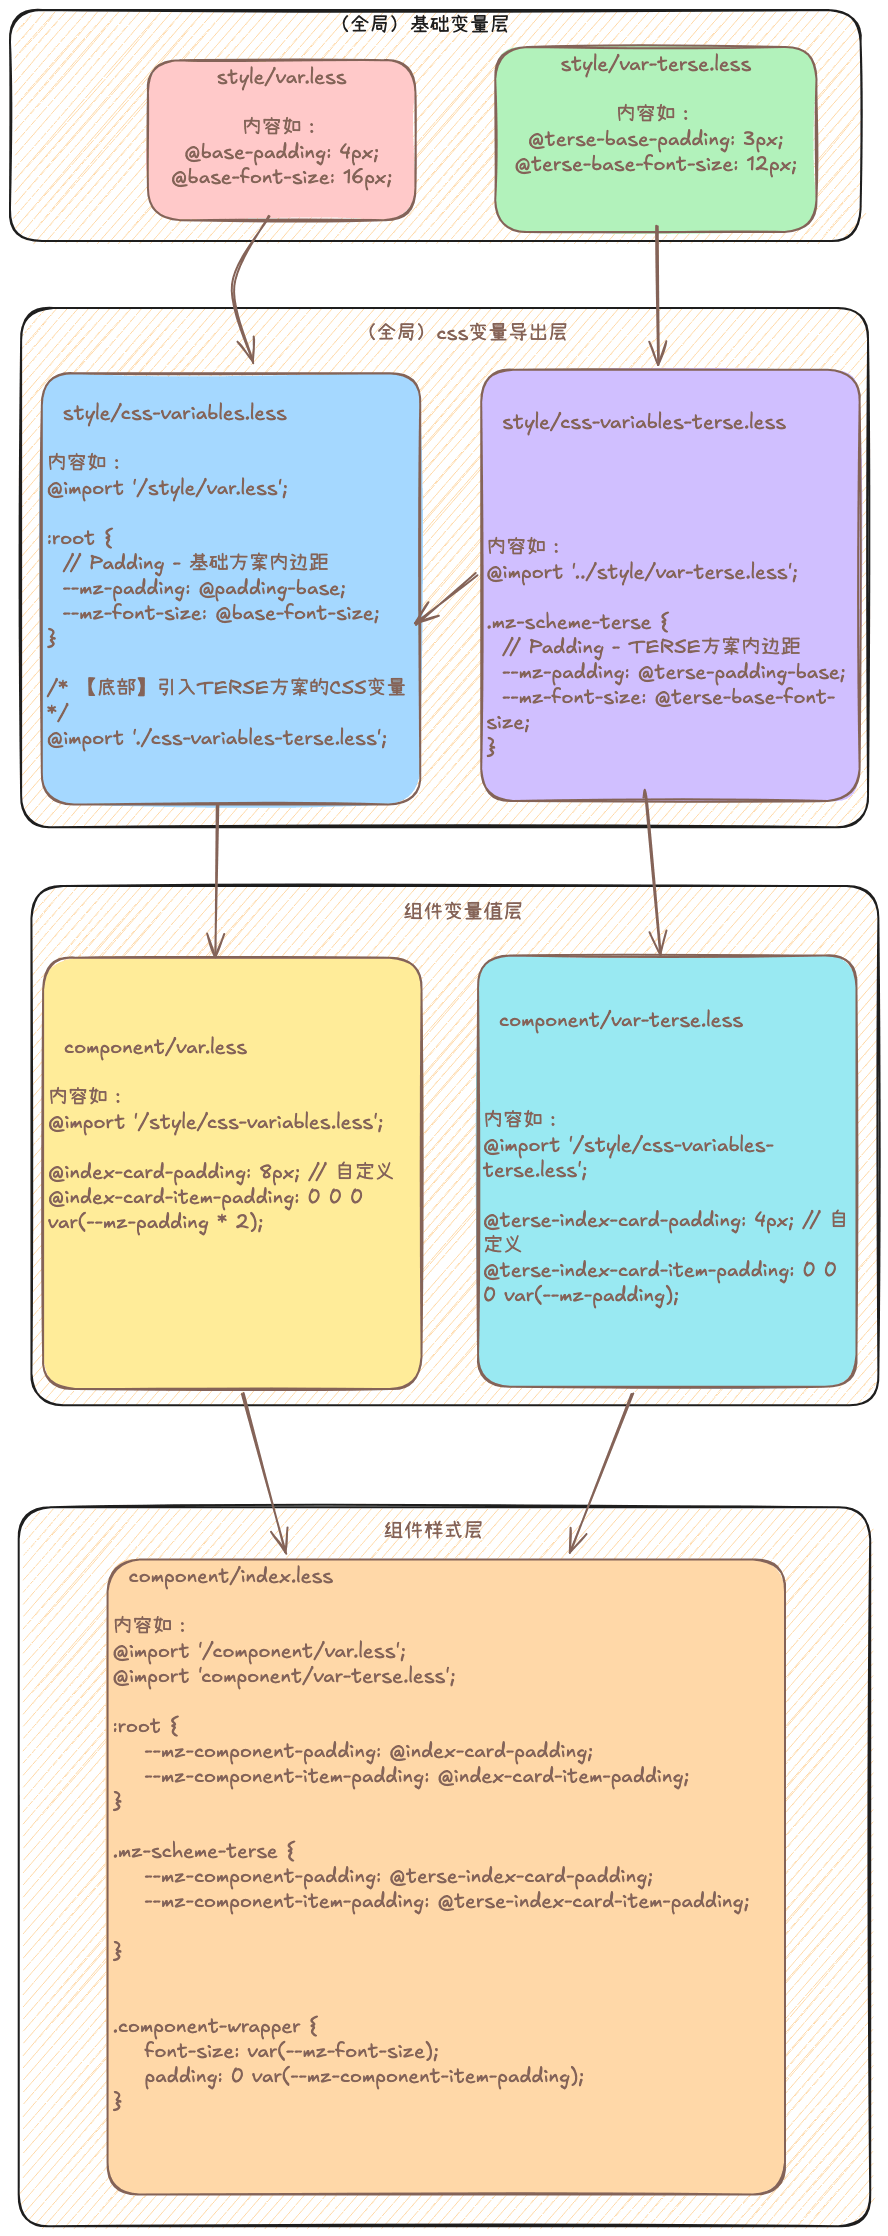 （全局）基础变量层
style/var.less
内容如：
@base-padding: 4px;
@base-font-size: 16px;
style/var-terse.less
内容如：
@terse-base-padding: 3px;
@terse-base-font-size: 12px;
（全局）css变量导出层
style/css-variables.less
内容如：
@import '/style/var.less';
:root {
// Padding - 基础方案内边距
--mz-padding: @padding-base;
--mz-font-size: @base-font-size;
}
/* 【底部】引入TERSE方案的CSS变量
*/
@import './css-variables-terse.less';
style/css-variables-terse.less
内容如：
@import '../style/var-terse.less';
.mz-scheme-terse {
// Padding - TERSE方案内边距
--mz-padding: @terse-padding-base;
--mz-font-size: @terse-base-font-
size;
}
组件变量值层
component/var.less
内容如：
@import '/style/css-variables.less';
@index-card-padding: 8px; // 自定义
@index-card-item-padding: 0 0 0
var(--mz-padding * 2);
component/var-terse.less
内容如：
@import '/style/css-variables-
terse.less';
@terse-index-card-padding: 4px; // 自
定义
@terse-index-card-item-padding: 0 0
0 var(--mz-padding);
组件样式层
component/index.less
内容如：
@import '/component/var.less';
@import 'component/var-terse.less';
:root {
--mz-component-padding: @index-card-padding;
--mz-component-item-padding: @index-card-item-padding;
}
.mz-scheme-terse {
--mz-component-padding: @terse-index-card-padding;
--mz-component-item-padding: @terse-index-card-item-padding;
}
.component-wrapper {
font-size: var(--mz-font-size);
padding: 0 var(--mz-component-item-padding);
}